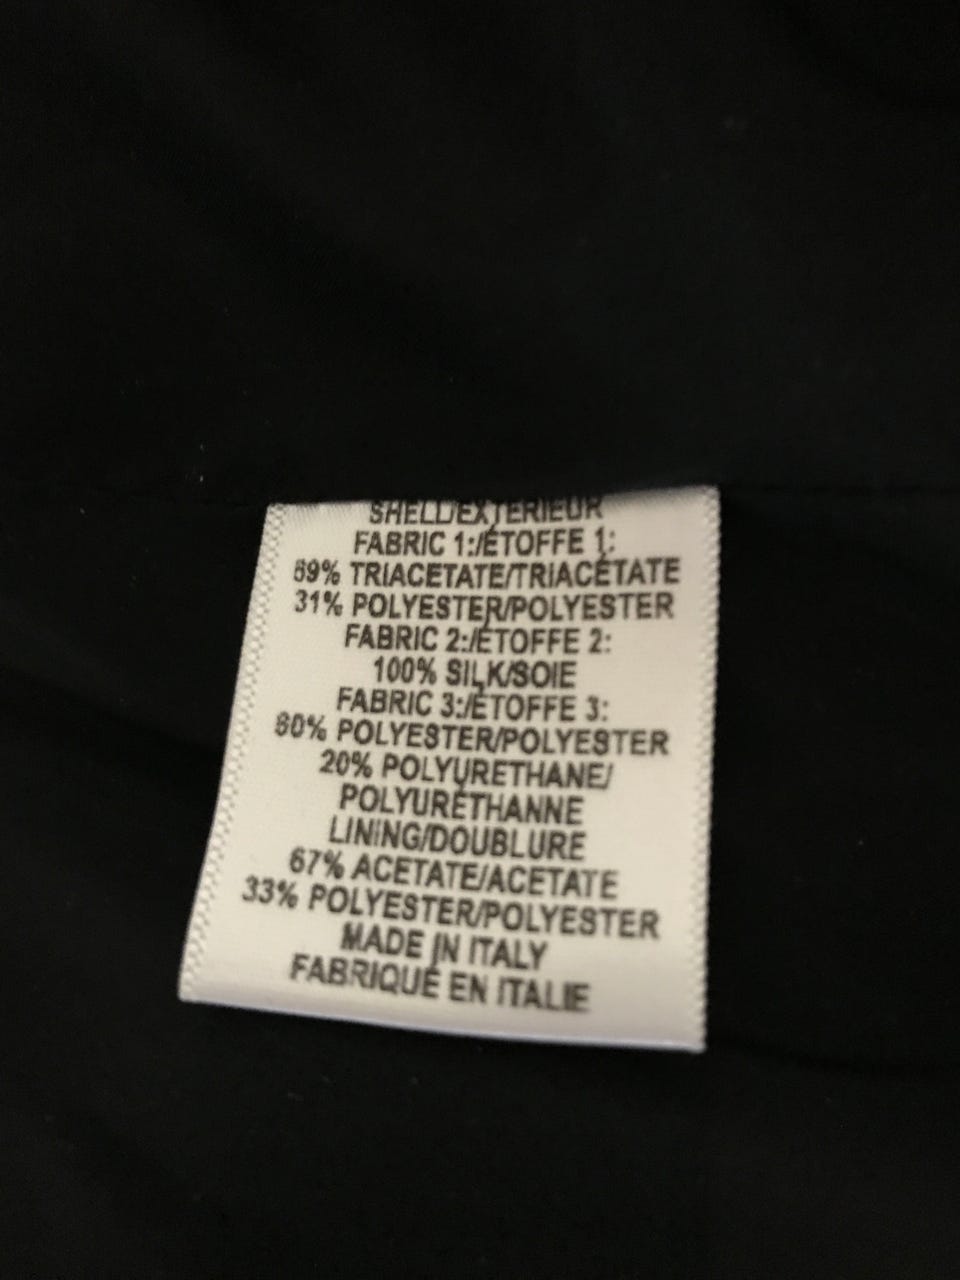 SHELL/EXTERIEUR
FABRIC 1:/ÉTOFFE 1:
69% TRIACETATE/TRIACÉTATE
31% POLYESTER/POLYESTER
FABRIC 2:/ÉTOFFE 2:
100% SILK/SOIE
FABRIC 3:/ÉTOFFE 3:
80% POLYESTER/POLYESTER
20% POLYURETHANE/
POLYURÉTHANNE
LINING/DOUBLURE
67% ACETATE/ACETATE
33% POLYESTER/POLYESTER
MADE IN ITALY
FABRIQUÉ EN ITALIE